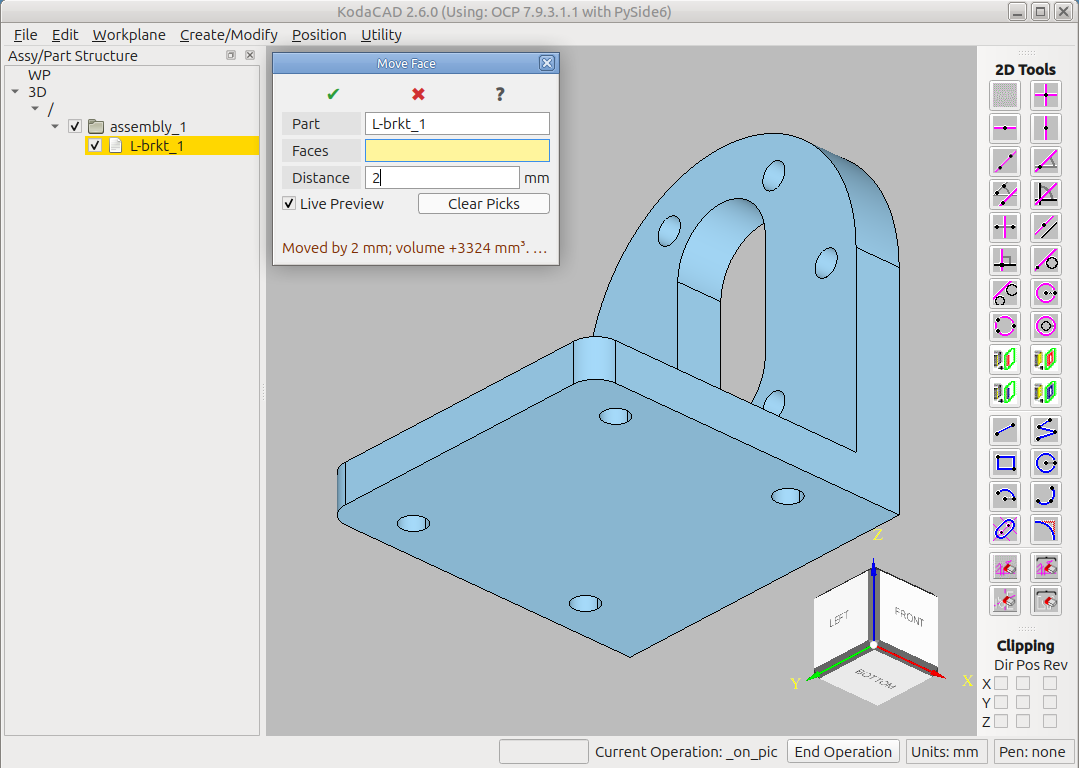 KodaCAD 2.6.0 (Using: OCP 7.9.3.1.1 with PySide6)
File Edit Workplane Create/Modify Position Utility
Assy/Part Structure
WP
3D
/
assembly_1
L-brkt_1
Move Face
?
Part L-brkt_1
Faces
Distance 2 mm
Live Preview Clear Picks
Moved by 2 mm; volume +3324 mm³. ...
2D Tools
Z
LEFT FRONT
BOTTOM
Y X
Clipping
Dir Pos Rev
X
Y
Z
Current Operation: _on_pic End Operation Units: mm Pen: none